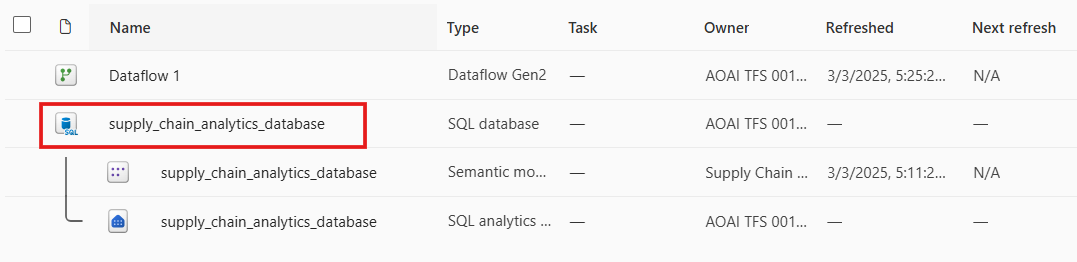 Name Type Task Owner Refreshed Next refresh
Dataflow 1 Dataflow Gen2 — AOAI TFS 001... 3/3/2025, 5:25:2... N/A
SQL supply_chain_analytics_database SQL database — AOAI TFS 001... — —
supply_chain_analytics_database Semantic mo... — Supply Chain ... 3/3/2025, 5:11:2... N/A
supply_chain_analytics_database SQL analytics ... — AOAI TFS 001... — —